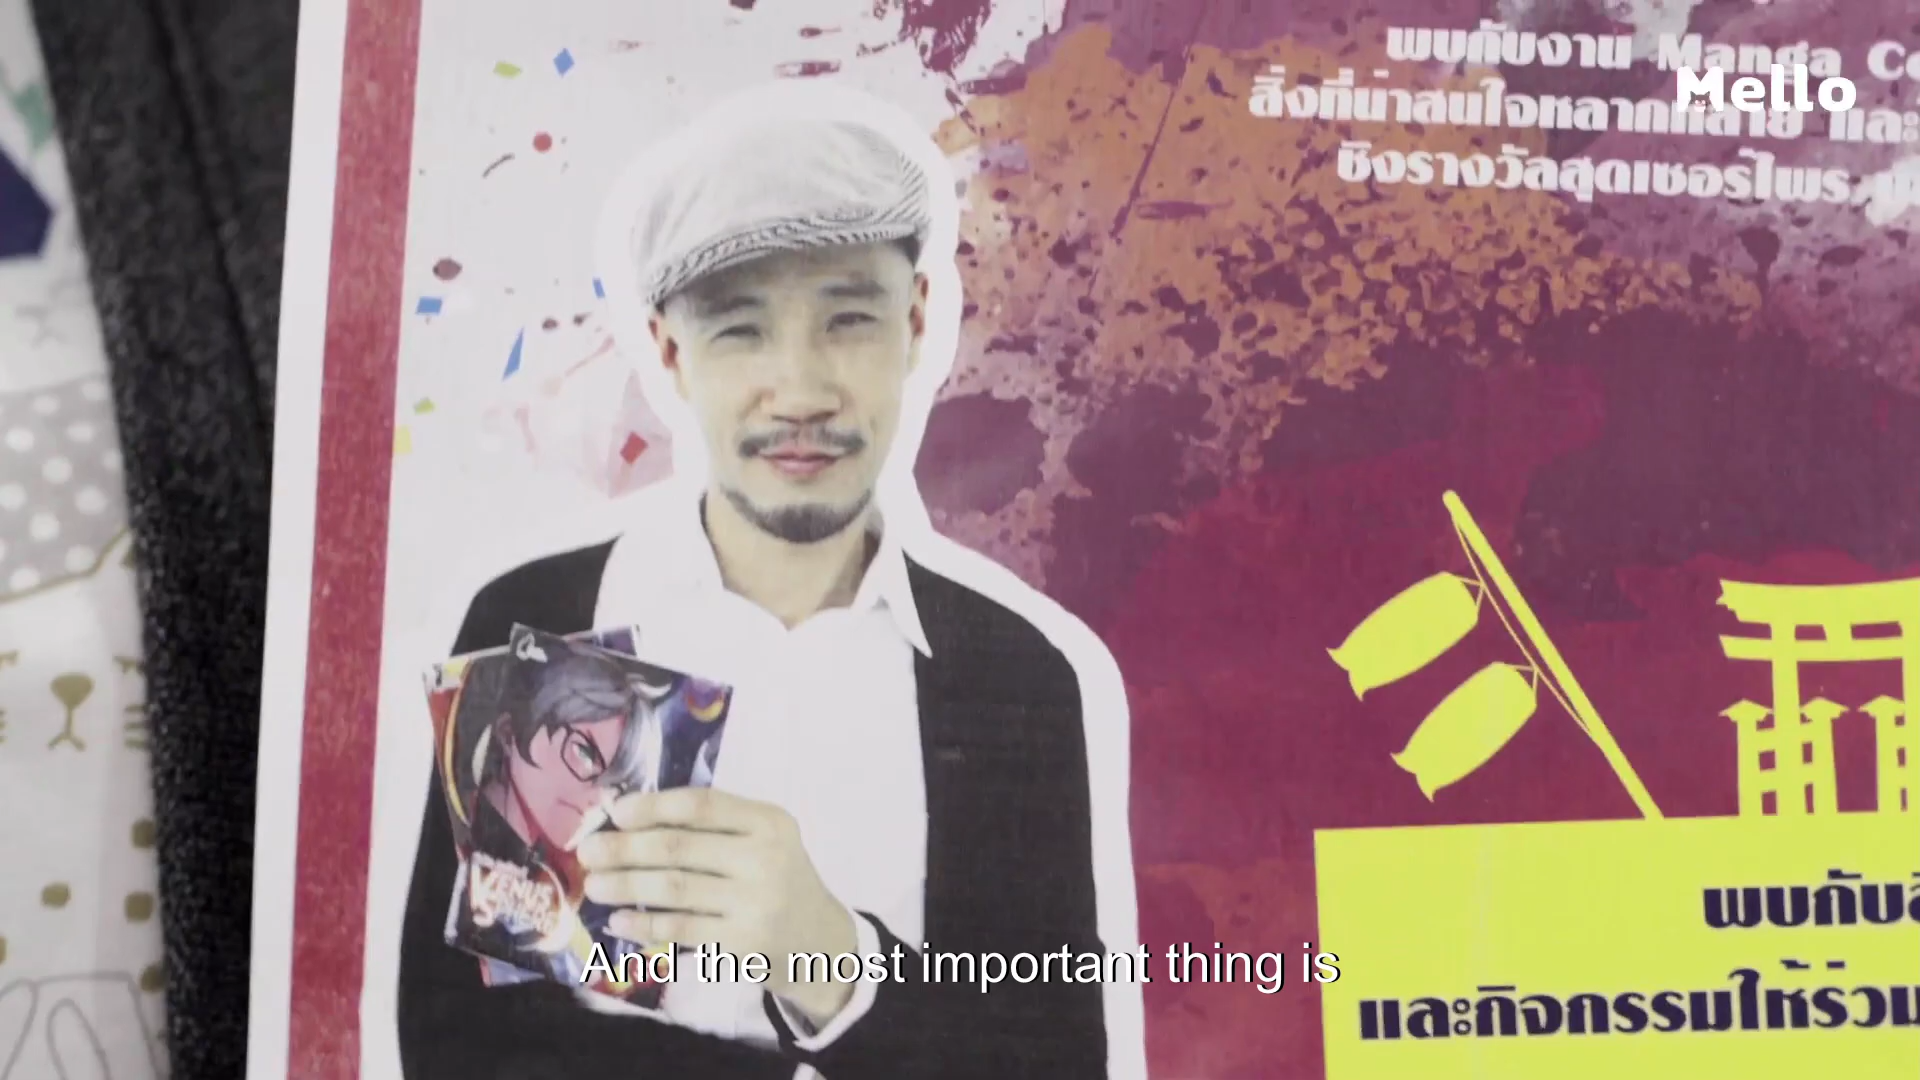 พบกับงาน Manga
Mello
สิ่งที่น่าสนใจหลากหลาย และ
ชิงรางวัลสุดเซอร์ไพร
VENUS
พบกับ
And the most important thing is
และกิจกรรมให้ร่วม